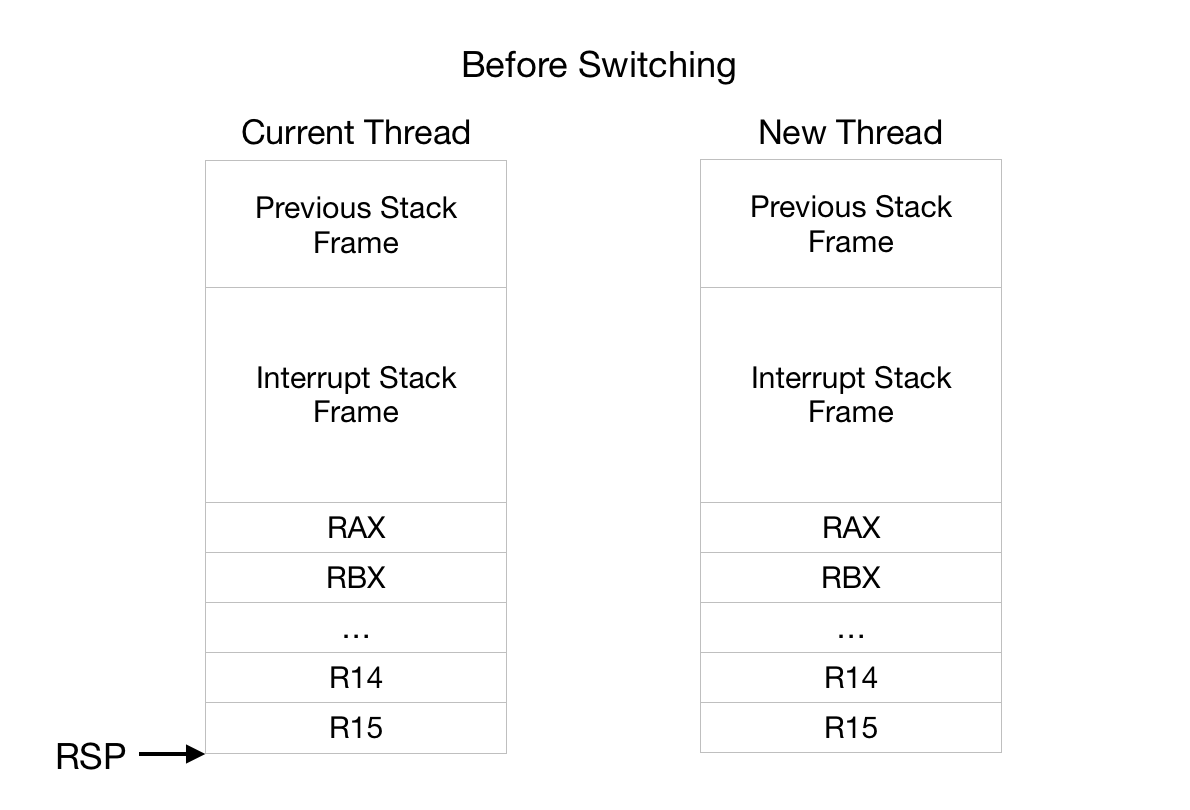 Before Switching
Current Thread
Previous Stack
Frame
Interrupt Stack
Frame
RAX
RBX
...
R14
R15
RSP
New Thread
Previous Stack
Frame
Interrupt Stack
Frame
RAX
RBX
...
R14
R15